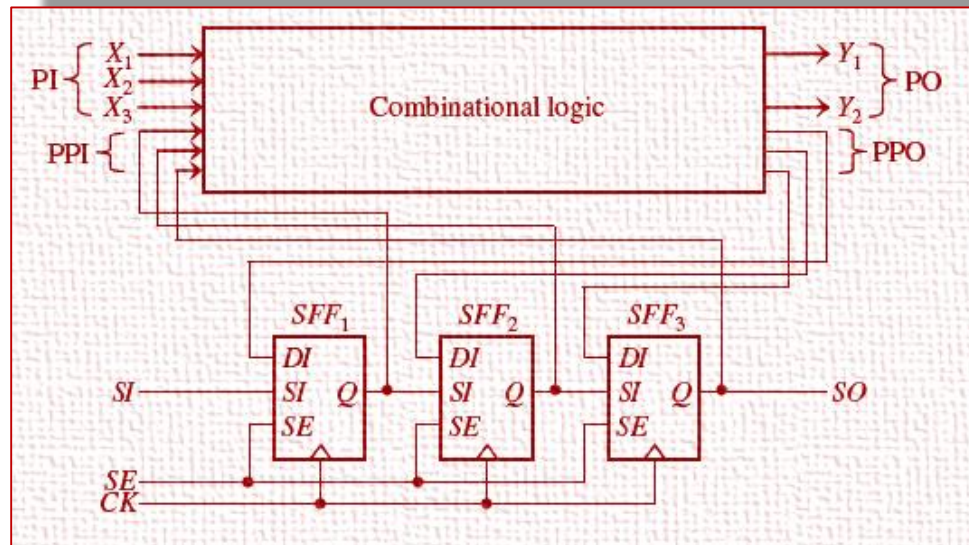 X₁ Y₁
PI X₂ PO
X₃ Combinational logic Y₂
PPI PPO
SFF₁ SFF₂ SFF₃
DI DI DI
SI SI Q SI Q SI Q SO
SE SE SE
SE
CK